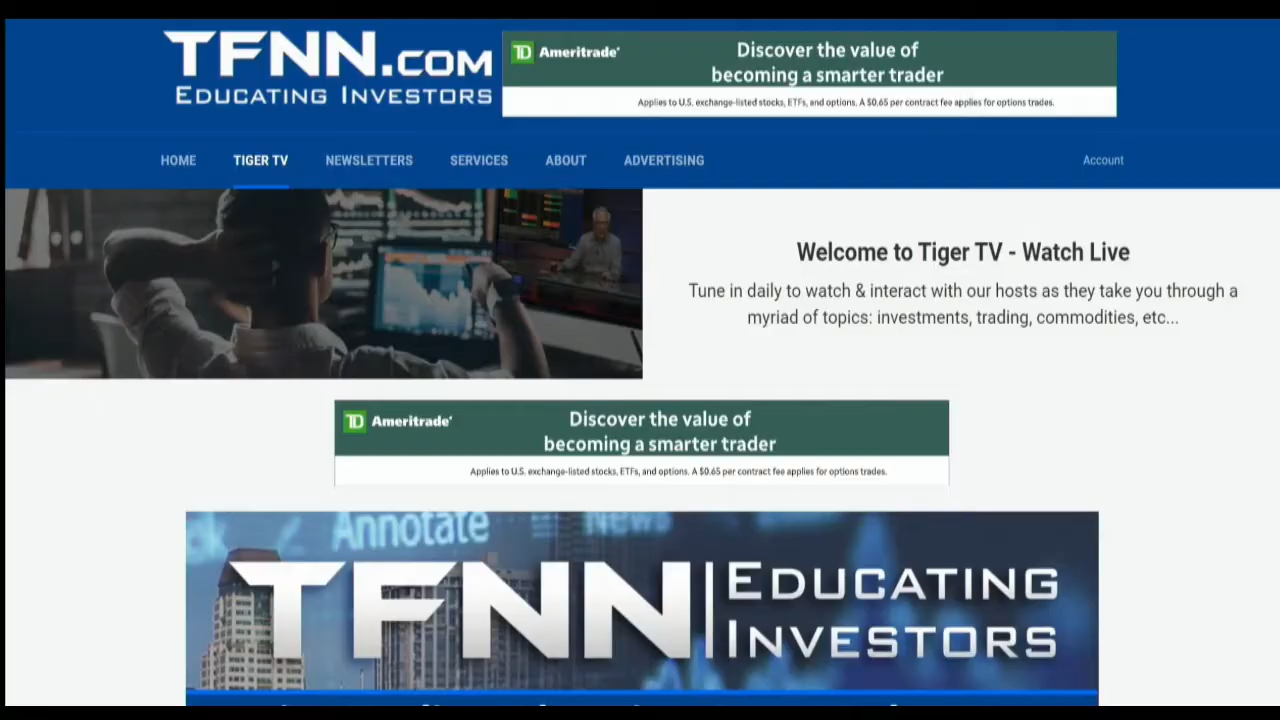 TFNN.COM
EDUCATING INVESTORS
TD Ameritrade
Discover the value of
becoming a smarter trader
Applies to U.S. exchange-listed stocks, ETFs, and options. A $0.65 per contract fee applies for options trades.
HOME TIGER TV NEWSLETTERS SERVICES ABOUT ADVERTISING Account
Welcome to Tiger TV - Watch Live
Tune in daily to watch & interact with our hosts as they take you through a
myriad of topics: investments, trading, commodities, etc...
TD Ameritrade
Discover the value of
becoming a smarter trader
Applies to U.S. exchange-listed stocks, ETFs, and options. A $0.65 per contract fee applies for options trades.
Annotate News
TFNN EDUCATING
INVESTORS